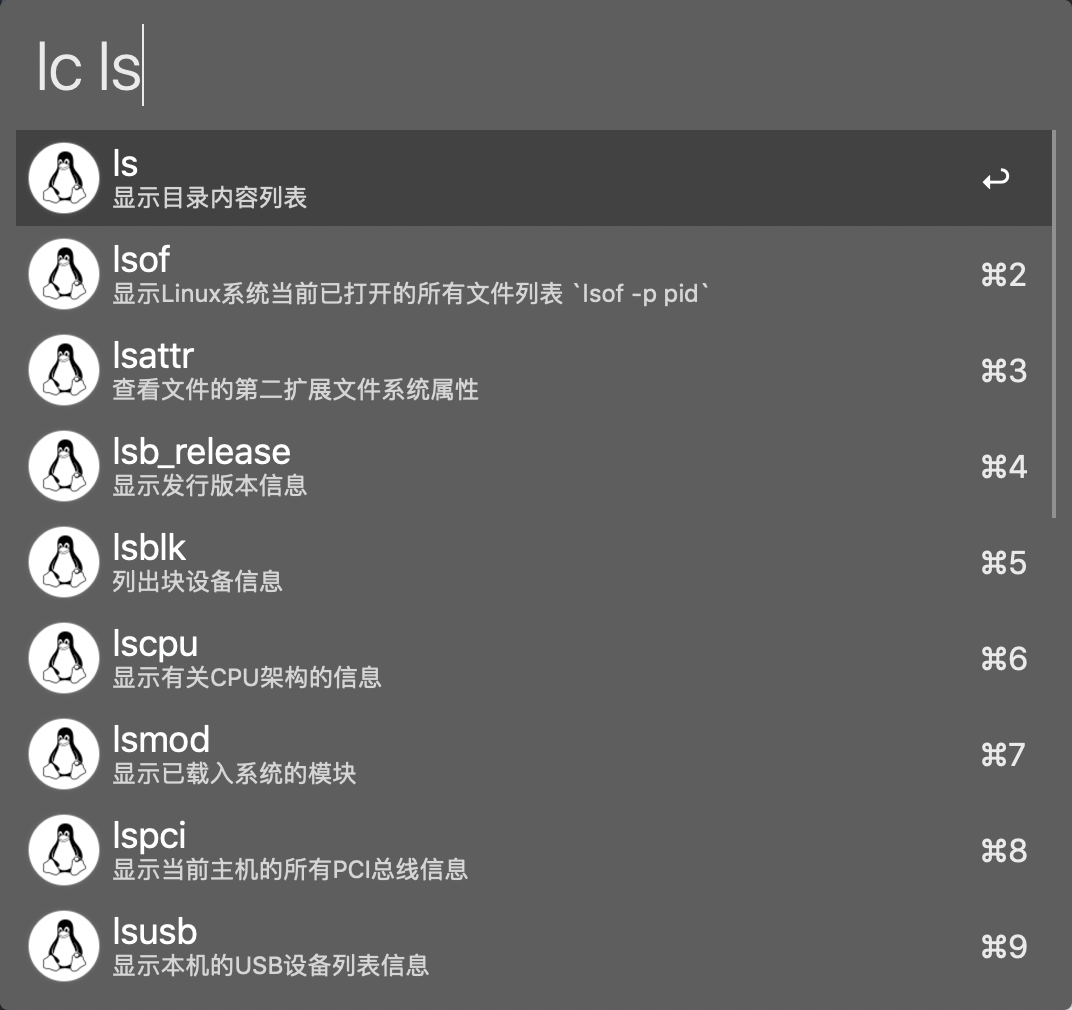 lc ls
ls
显示目录内容列表
↩
lsof
显示Linux系统当前已打开的所有文件列表 `lsof -p pid`
⌘2
lsattr
查看文件的第二扩展文件系统属性
⌘3
lsb_release
显示发行版本信息
⌘4
lsblk
列出块设备信息
⌘5
lscpu
显示有关CPU架构的信息
⌘6
lsmod
显示已载入系统的模块
⌘7
lspci
显示当前主机的所有PCI总线信息
⌘8
lsusb
显示本机的USB设备列表信息
⌘9